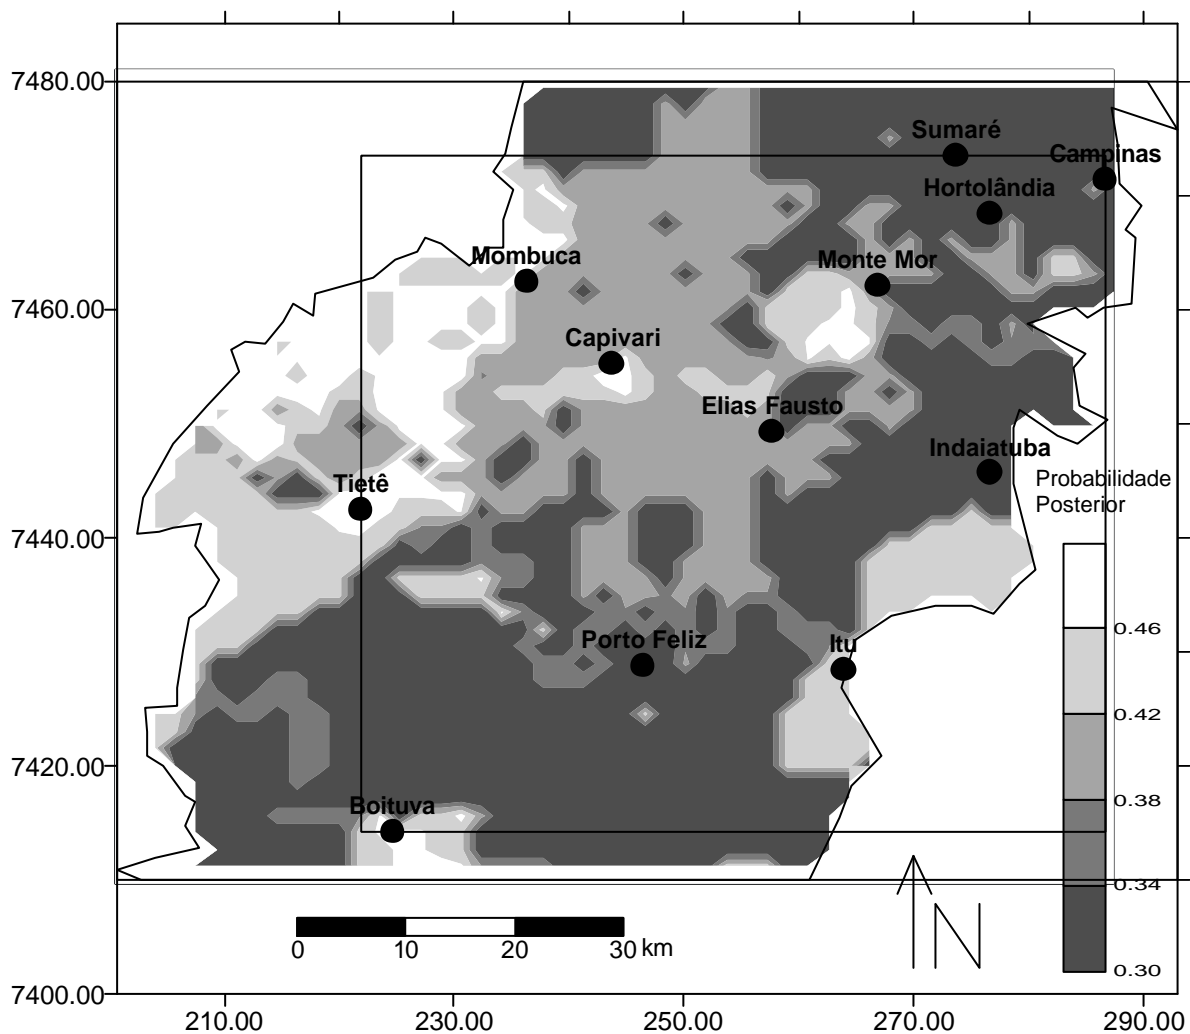 7480.00
Sumaré
Campinas
Hortolândia
Mombuca
Monte Mor
7460.00
Capivari
Elias Fausto
Indaiatuba
Probabilidade
Posterior
Tietê
7440.00
0.46
Porto Feliz
Itu
0.42
7420.00
0.38
Boituva
0.34
N
0 10 20 30 km
0.30
7400.00
210.00 230.00 250.00 270.00 290.00